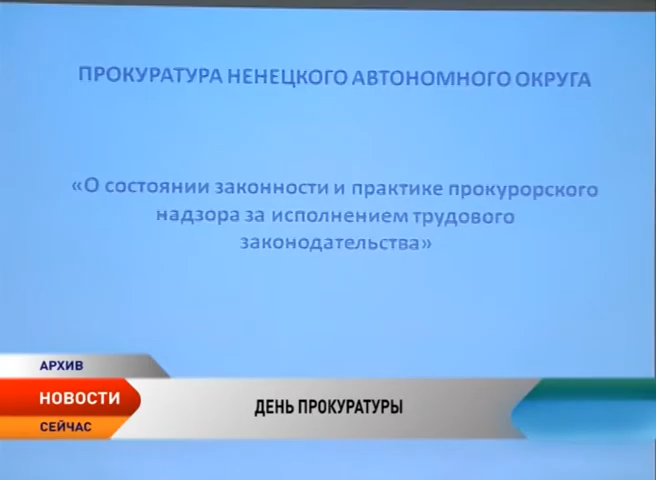 ПРОКУРАТУРА НЕНЕЦКОГО АВТОНОМНОГО ОКРУГА
«О состоянии законности и практике прокурорского
надзора за исполнением трудового
законодательства»
АРХИВ
НОВОСТИ
СЕЙЧАС
ДЕНЬ ПРОКУРАТУРЫ